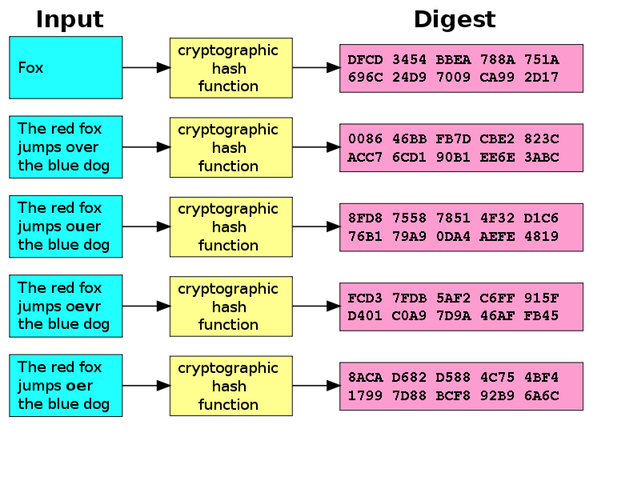 Input
Digest
Fox
cryptographic
hash
function
DFCD 3454 BBEA 788A 751A
696C 24D9 7009 CA99 2D17
The red fox
jumps over
the blue dog
cryptographic
hash
function
0086 46BB FB7D CBE2 823C
ACC7 6CD1 90B1 EE6E 3ABC
The red fox
jumps ouer
the blue dog
cryptographic
hash
function
8FD8 7558 7851 4F32 D1C6
76B1 79A9 0DA4 AEFE 4819
The red fox
jumps oevr
the blue dog
cryptographic
hash
function
FCD3 7FDB 5AF2 C6FF 915F
D401 C0A9 7D9A 46AF FB45
The red fox
jumps oer
the blue dog
cryptographic
hash
function
8ACA D682 D588 4C75 4BF4
1799 7D88 BCF8 92B9 6A6C